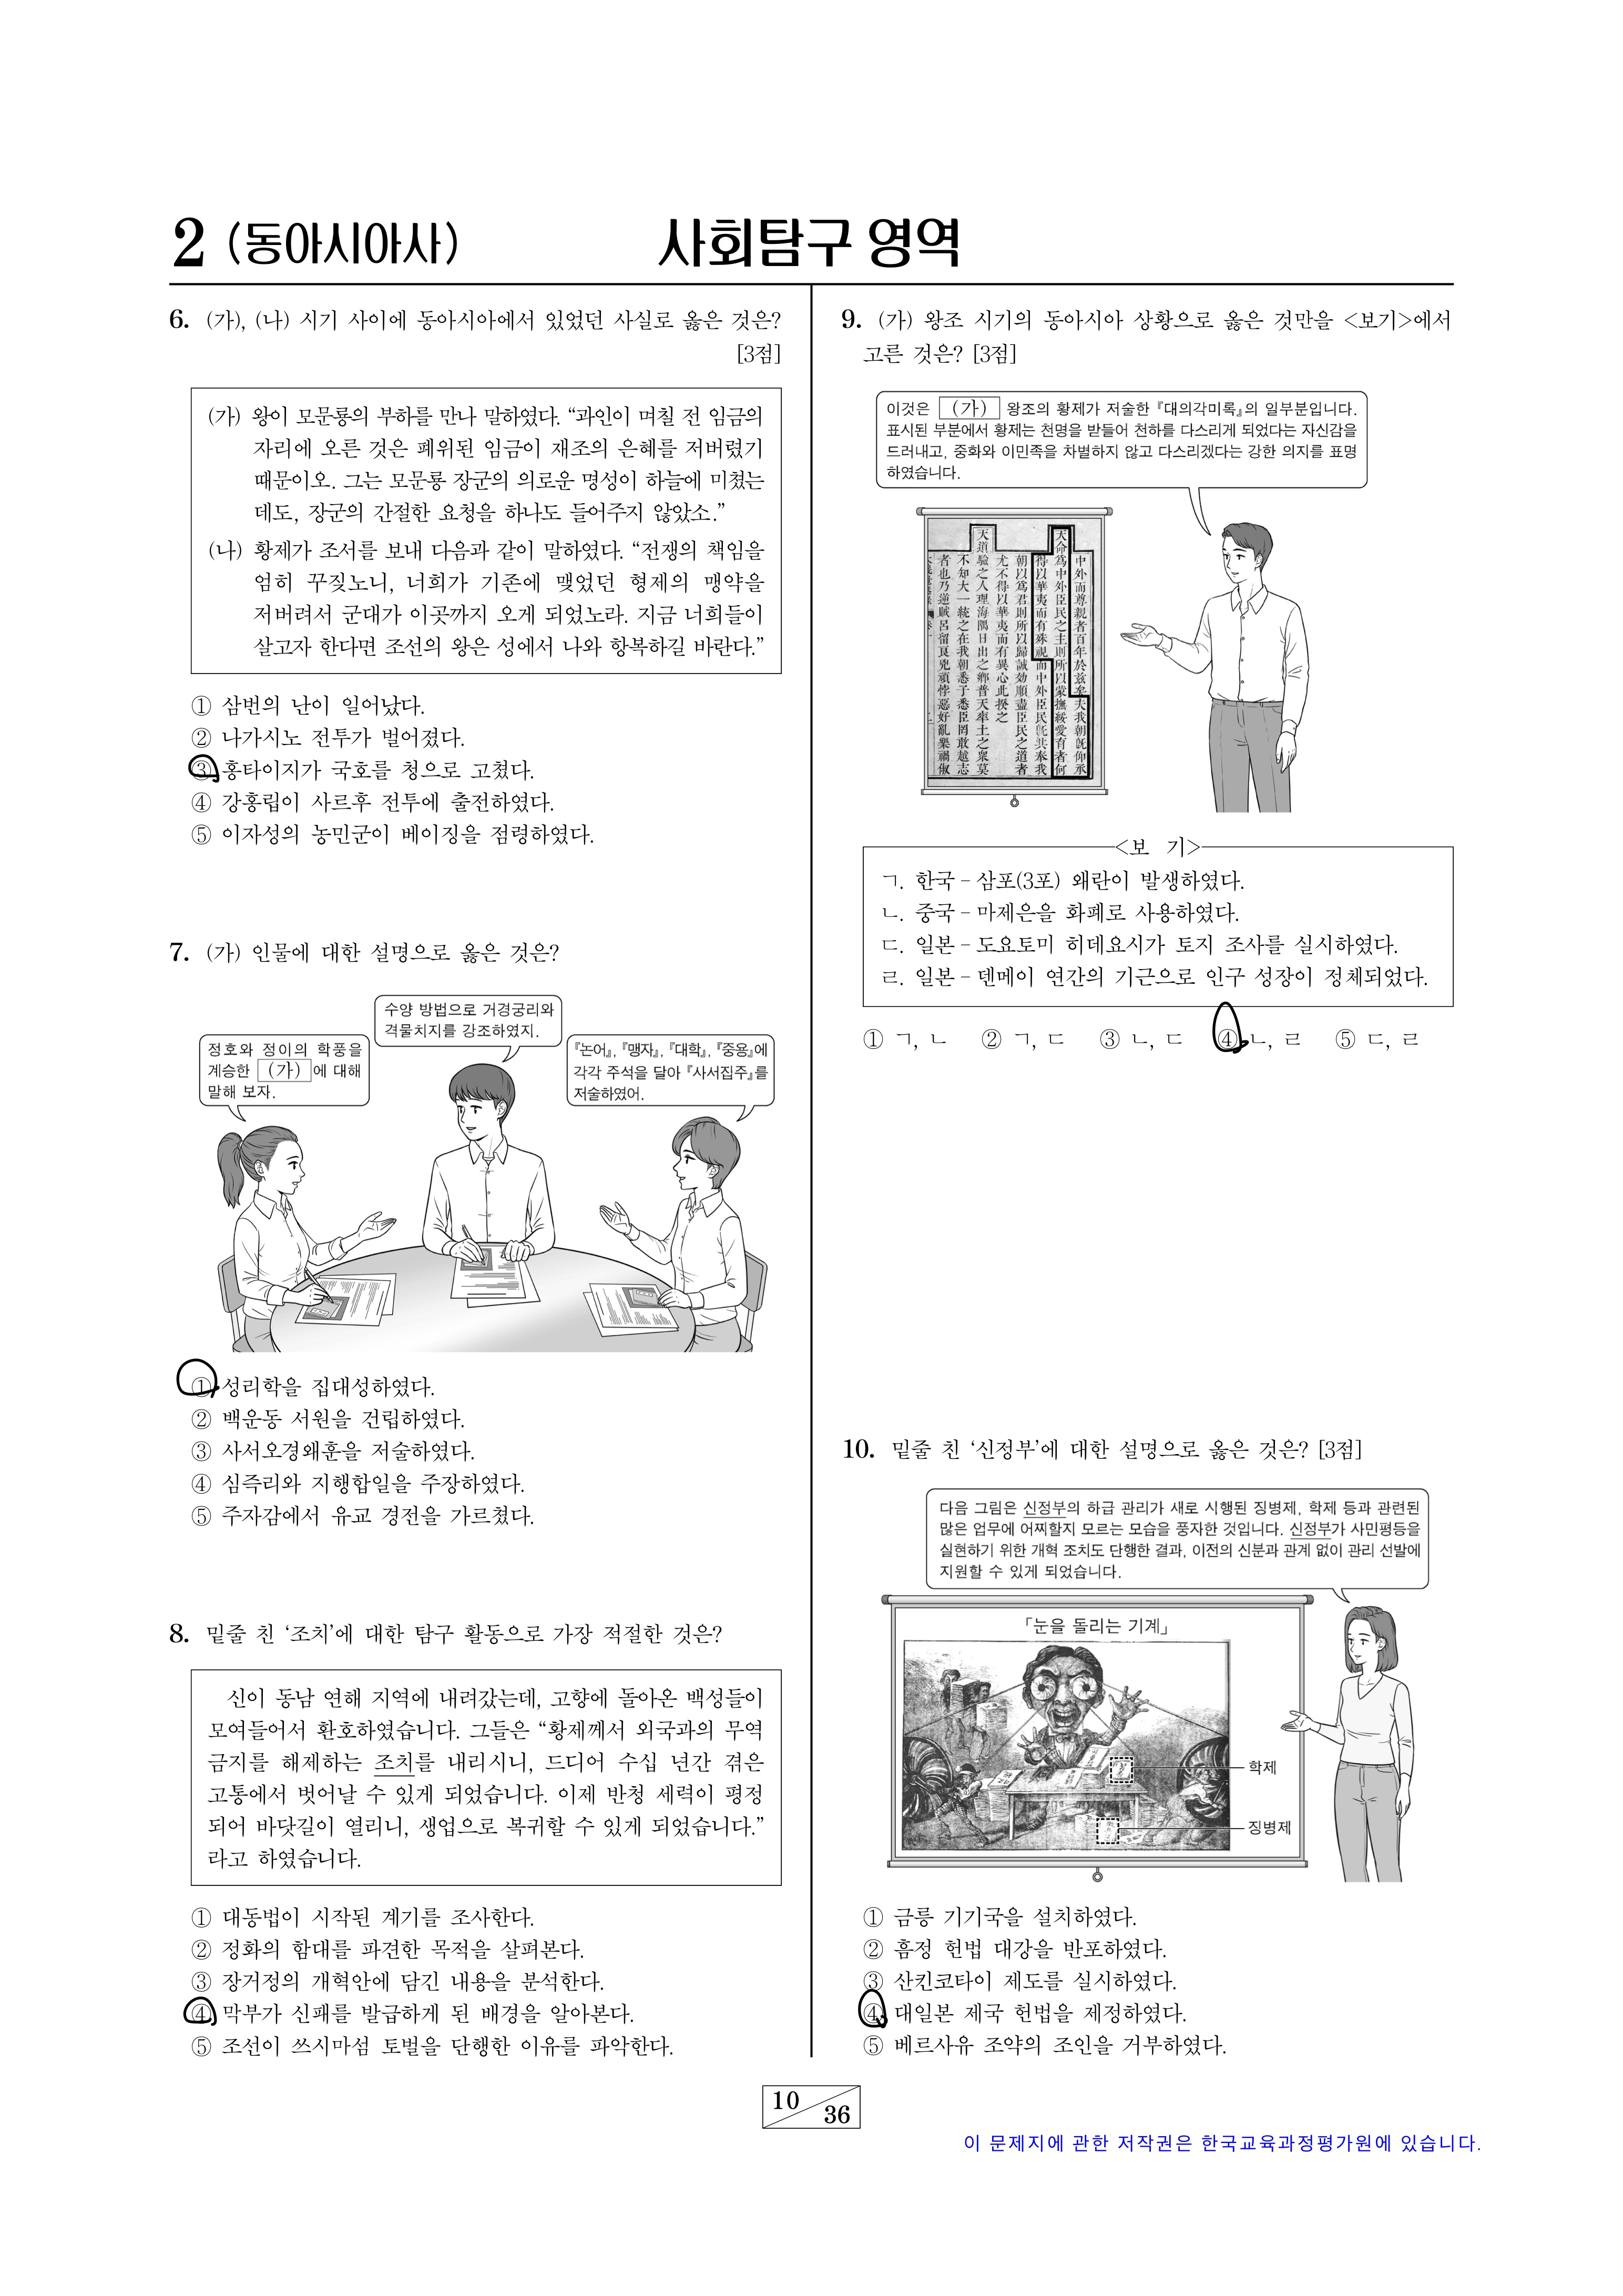 2 (동아시아사)
사회탐구 영역
6. (가), (나) 시기 사이에 동아시아에서 있었던 사실로 옳은 것은?
[3점]
(가) 왕이 모문룡의 부하를 만나 말하였다. “과인이 며칠 전 임금의
자리에 오른 것은 폐위된 임금이 재조의 은혜를 저버렸기
때문이오. 그는 모문룡 장군의 의로운 명성이 하늘에 미쳤는
데도, 장군의 간절한 요청을 하나도 들어주지 않았소.”
(나) 황제가 조서를 보내 다음과 같이 말하였다. “전쟁의 책임을
엄히 꾸짖노니, 너희가 기존에 맺었던 형제의 맹약을
저버려서 군대가 이곳까지 오게 되었노라. 지금 너희들이
살고자 한다면 조선의 왕은 성에서 나와 항복하길 바란다.”
① 삼번의 난이 일어났다.
② 나가시노 전투가 벌어졌다.
③ 홍타이지가 국호를 청으로 고쳤다.
④ 강홍립이 사르후 전투에 출전하였다.
⑤ 이자성의 농민군이 베이징을 점령하였다.
7. (가) 인물에 대한 설명으로 옳은 것은?
정호와 정이의 학풍을
계승한 (가) 에 대해
말해 보자.
수양 방법으로 거경궁리와
격물치지를 강조하였지.
『논어』, 『맹자』, 『대학』, 『중용』에
각각 주석을 달아 『사서집주』를
저술하였어.
① 성리학을 집대성하였다.
② 백운동 서원을 건립하였다.
③ 사서오경왜훈을 저술하였다.
④ 심즉리와 지행합일을 주장하였다.
⑤ 주자감에서 유교 경전을 가르쳤다.
8. 밑줄 친 ‘조치’에 대한 탐구 활동으로 가장 적절한 것은?
신이 동남 연해 지역에 내려갔는데, 고향에 돌아온 백성들이
모여들어서 환호하였습니다. 그들은 “황제께서 외국과의 무역
금지를 해제하는 조치를 내리시니, 드디어 수십 년간 겪은
고통에서 벗어날 수 있게 되었습니다. 이제 반청 세력이 평정
되어 바닷길이 열리니, 생업으로 복귀할 수 있게 되었습니다.”
라고 하였습니다.
① 대동법이 시작된 계기를 조사한다.
② 정화의 함대를 파견한 목적을 살펴본다.
③ 장거정의 개혁안에 담긴 내용을 분석한다.
④ 막부가 신패를 발급하게 된 배경을 알아본다.
⑤ 조선이 쓰시마섬 토벌을 단행한 이유를 파악한다.
9. (가) 왕조 시기의 동아시아 상황으로 옳은 것만을 <보기>에서
고른 것은? [3점]
이것은 (가) 왕조의 황제가 저술한 『대의각미록』의 일부분입니다.
표시된 부분에서 황제는 천명을 받들어 천하를 다스리게 되었다는 자신감을
드러내고, 중화와 이민족을 차별하지 않고 다스리겠다는 강한 의지를 표명
하였습니다.
中外而尊親者百年於玆矣夫我朝旣仰承
天命爲中外臣民之主則所以蒙撫綏愛育者何
得以華夷而有殊視而中外臣民旣共奉我
朝以爲君則所以歸誠効順盡臣民之道者
尤不得以華夷而有異心此揆之
天道驗之人理海隅日出之鄕普天率土之衆莫
不知大一統之在我朝悉子悉臣罔敢越志
者也乃逆賊呂留良兇頑悖惡好亂樂禍俶
<보 기>
ㄱ. 한국 - 삼포(3포) 왜란이 발생하였다.
ㄴ. 중국 - 마제은을 화폐로 사용하였다.
ㄷ. 일본 - 도요토미 히데요시가 토지 조사를 실시하였다.
ㄹ. 일본 - 덴메이 연간의 기근으로 인구 성장이 정체되었다.
① ㄱ, ㄴ ② ㄱ, ㄷ ③ ㄴ, ㄷ ④ ㄴ, ㄹ ⑤ ㄷ, ㄹ
10. 밑줄 친 ‘신정부’에 대한 설명으로 옳은 것은? [3점]
다음 그림은 신정부의 하급 관리가 새로 시행된 징병제, 학제 등과 관련된
많은 업무에 어찌할지 모르는 모습을 풍자한 것입니다. 신정부가 사민평등을
실현하기 위한 개혁 조치도 단행한 결과, 이전의 신분과 관계 없이 관리 선발에
지원할 수 있게 되었습니다.
「눈을 돌리는 기계」
학제
징병제
① 금릉 기기국을 설치하였다.
② 흠정 헌법 대강을 반포하였다.
③ 산킨코타이 제도를 실시하였다.
④ 대일본 제국 헌법을 제정하였다.
⑤ 베르사유 조약의 조인을 거부하였다.
10
36
이 문제지에 관한 저작권은 한국교육과정평가원에 있습니다.